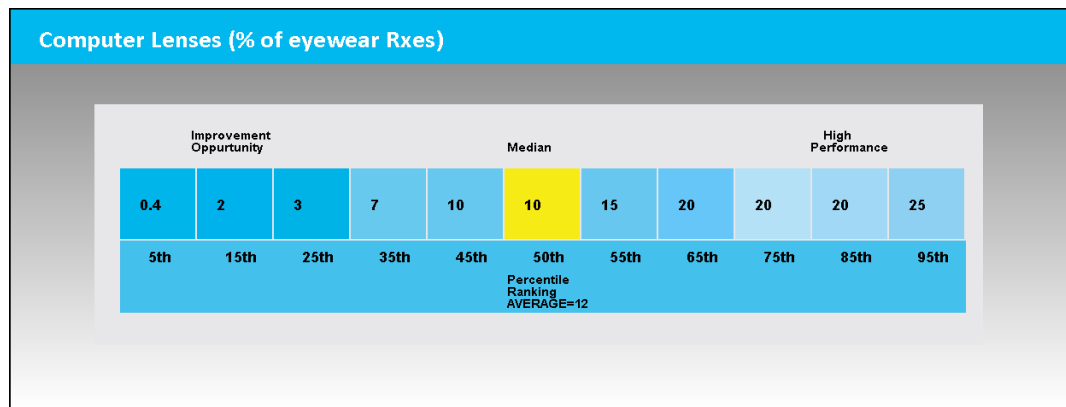 Computer Lenses (% of eyewear Rxes)
Improvement
Oppurtunity
Median
High
Performance
0.4 2 3 7 10 10 15 20 20 20 25
5th 15th 25th 35th 45th 50th 55th 65th 75th 85th 95th
Percentile
Ranking
AVERAGE=12